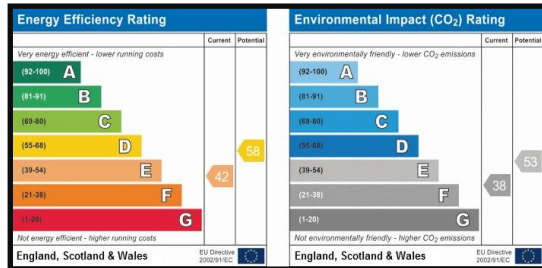 Energy Efficiency Rating
Current Potential
Very energy efficient - lower running costs
(92-100) A
(81-91) B
(69-80) C
(55-68) D
58
(39-54) E
42
(21-38) F
(1-20) G
Not energy efficient - higher running costs
England, Scotland & Wales
EU Directive
2002/91/EC
Environmental Impact (CO2) Rating
Current Potential
Very environmentally friendly - lower CO2 emissions
(92-100) A
(81-91) B
(69-80) C
(55-68) D
(39-54) E
53
(21-38) F
38
(1-20) G
Not environmentally friendly - higher CO2 emissions
England, Scotland & Wales
EU Directive
2002/91/EC